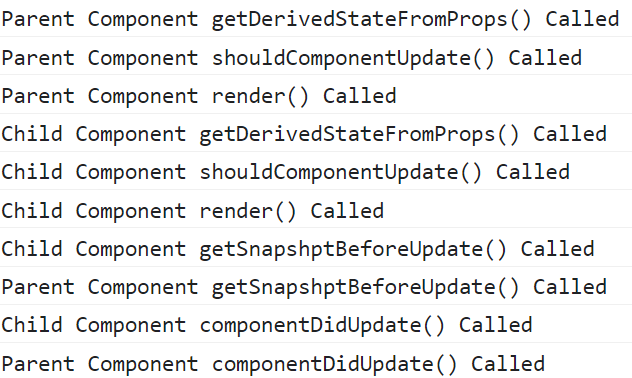 Parent Component getDerivedStateFromProps() Called
Parent Component shouldComponentUpdate() Called
Parent Component render() Called
Child Component getDerivedStateFromProps() Called
Child Component shouldComponentUpdate() Called
Child Component render() Called
Child Component getSnapshptBeforeUpdate() Called
Parent Component getSnapshptBeforeUpdate() Called
Child Component componentDidUpdate() Called
Parent Component componentDidUpdate() Called